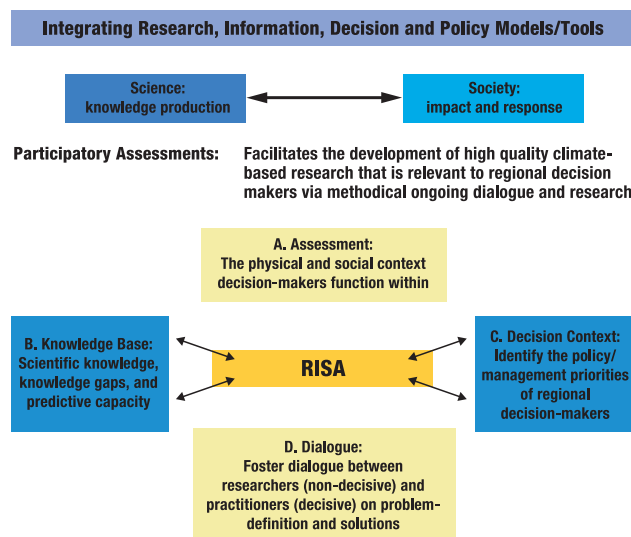 Integrating Research, Information, Decision and Policy Models/Tools
Science:
knowledge production
Society:
impact and response
Participatory Assessments:
Facilitates the development of high quality climate-
based research that is relevant to regional decision
makers via methodical ongoing dialogue and research
A. Assessment:
The physical and social context
decision-makers function within
B. Knowledge Base:
Scientific knowledge,
knowledge gaps, and
predictive capacity
RISA
C. Decision Context:
Identify the policy/
management priorities
of regional
decision-makers
D. Dialogue:
Foster dialogue between
researchers (non-decisive) and
practitioners (decisive) on problem-
definition and solutions